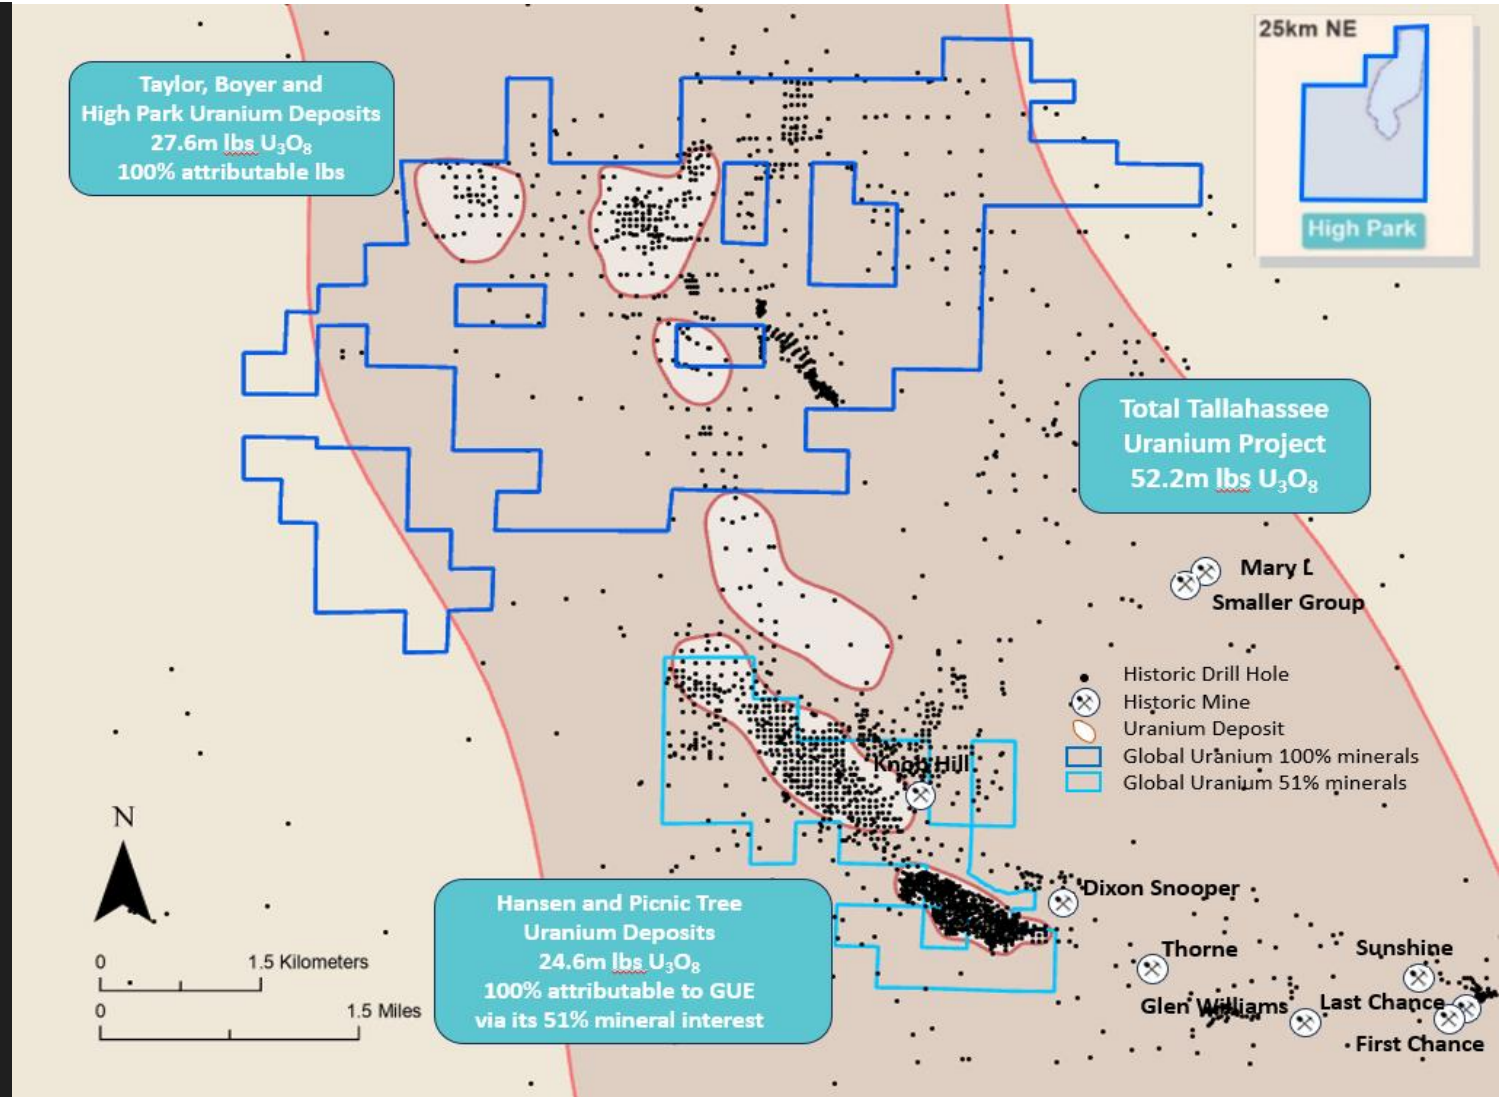 Taylor, Boyer and
High Park Uranium Deposits
27.6m lbs U₃O₈
100% attributable lbs
25km NE
High Park
Total Tallahassee
Uranium Project
52.2m lbs U₃O₈
Mary L
Smaller Group
Historic Drill Hole
Historic Mine
Uranium Deposit
Global Uranium 100% minerals
Global Uranium 51% minerals
Knob Hill
N
0 1.5 Kilometers
0 1.5 Miles
Hansen and Picnic Tree
Uranium Deposits
24.6m lbs U₃O₈
100% attributable to GUE
via its 51% mineral interest
Dixon Snooper
Thorne
Sunshine
Glen Williams
Last Chance
First Chance